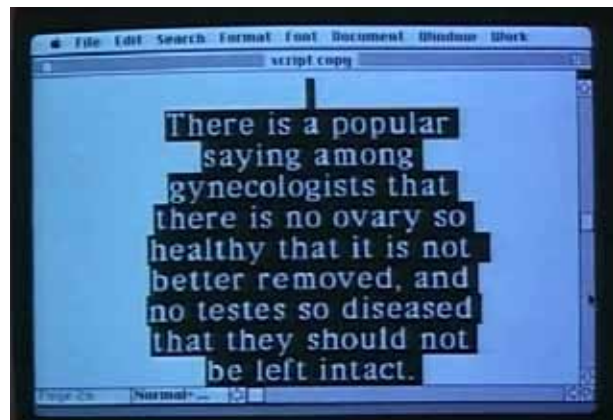 File Edit Search Format Font Document Window Work
script copy
There is a popular
saying among
gynecologists that
there is no ovary so
healthy that it is not
better removed, and
no testes so diseased
that they should not
be left intact.
Normal+...